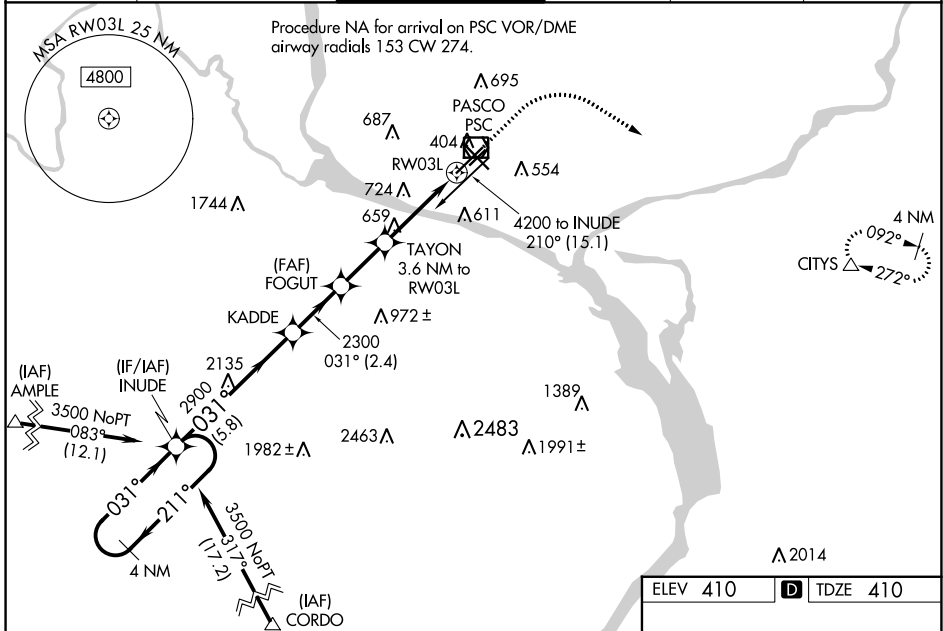 MSA RW03L 25 NM
4800
Procedure NA for arrival on PSC VOR/DME
airway radials 153 CW 274.
695
PASCO
PSC
687
404
RW03L
554
724
1744
659
611
4200 to INUDE
210° (15.1)
4 NM
092°
CITYS
272°
TAYON
3.6 NM to
RW03L
(FAF)
FOGUT
KADDE
972 ±
2300
031° (2.4)
(IAF)
AMPLE
(IF/IAF)
INUDE
2135
2900
031°
(5.8)
3500 NoPT
083°
(12.1)
1389
1982 ±
2463
2483
1991 ±
031°
211°
4 NM
3500 NoPT
317°
(17.2)
(IAF)
CORDO
2014
ELEV 410
D
TDZE 410